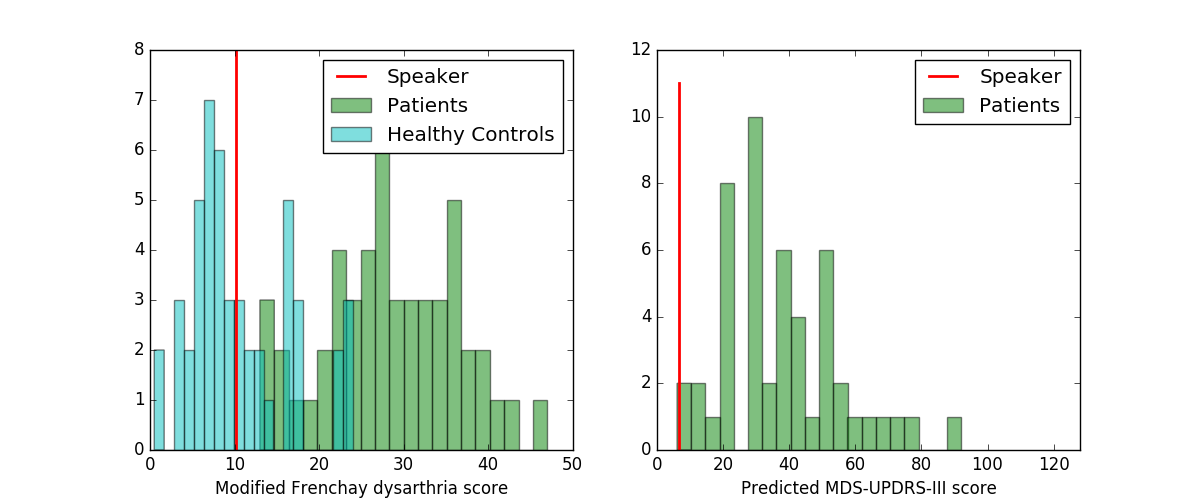 8
7
6
5
4
3
2
1
0
0 10 20 30 40 50
Modified Frenchay dysarthria score
Speaker
Patients
Healthy Controls
12
10
8
6
4
2
0
0 20 40 60 80 100 120
Predicted MDS-UPDRS-III score
Speaker
Patients